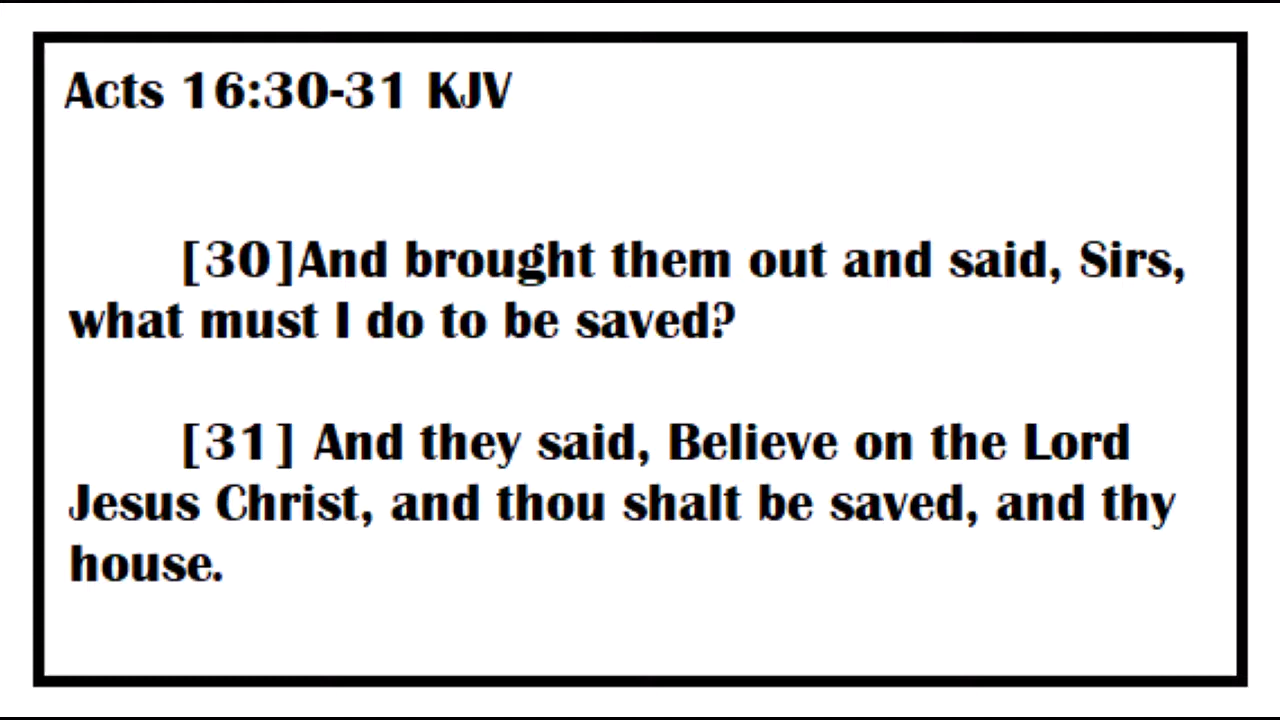 Acts 16:30-31 KJV
[30]And brought them out and said, Sirs,
what must I do to be saved?
[31] And they said, Believe on the Lord
Jesus Christ, and thou shalt be saved, and thy
house.